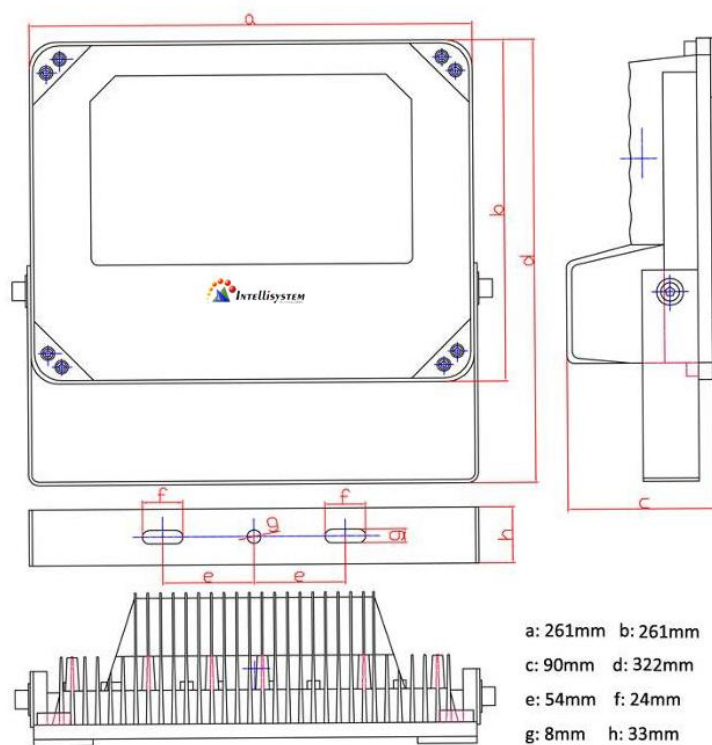 a
b
d
INTELLISYSTEM
c
f
f
g
g
h
e
e
a: 261mm b: 261mm
c: 90mm d: 322mm
e: 54mm f: 24mm
g: 8mm h: 33mm